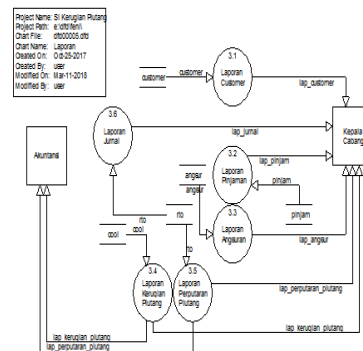 Project Name: SI Kerugian Piutang
Project Path: e:\dfd\feni\
Chart File: dfd00005.dfd
Chart Name: Laporan
Created On: Oct-25-2017
Created By: user
Modified On: Mar-11-2018
Modified By: user
customer
customer
3.1
Laporan
Customer
lap_customer
3.6
Laporan
Jurnal
lap_jurnal
Kepala
Cabang
Akuntansi
3.2
Laporan
Pinjaman
lap_pinjam
angsur
angsur
pinjam
pinjam
3.3
Laporan
Angsuran
lap_angsur
rto
rto
rto
cool
cool
3.4
Laporan
Kerugian
Piutang
3.5
Laporan
Perputaran
Piutang
lap_perputaran_piutang
lap_kerugian_piutang
lap_kerugian_piutang
lap_perputaran_piutang